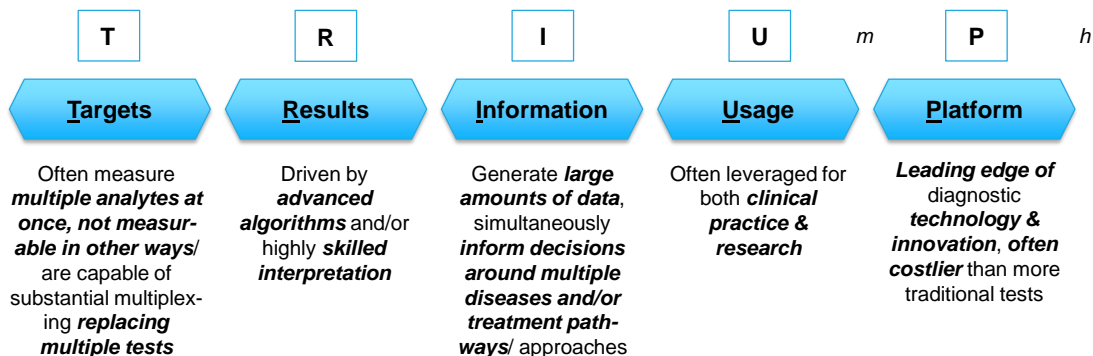 T R I U m P h
Targets Results Information Usage Platform
Often measure
multiple analytes at
once, not measur-
able in other ways/
are capable of
substantial multiplex-
ing replacing
multiple tests
Driven by
advanced
algorithms and/or
highly skilled
interpretation
Generate large
amounts of data,
simultaneously
inform decisions
around multiple
diseases and/or
treatment path-
ways/ approaches
Often leveraged for
both clinical
practice &
research
Leading edge of
diagnostic
technology &
innovation, often
costlier than more
traditional tests